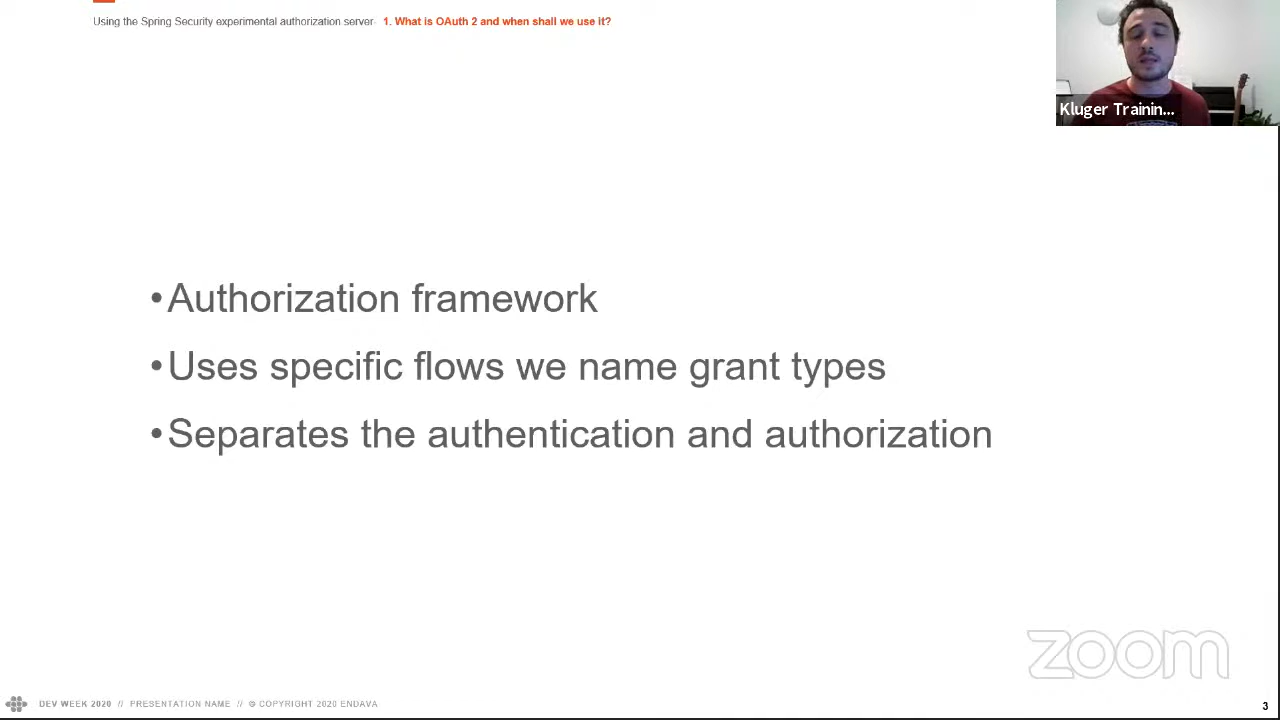 Using the Spring Security experimental authorization server 1. What is OAuth 2 and when shall we use it?
Kluger Trainin...
•Authorization framework
•Uses specific flows we name grant types
•Separates the authentication and authorization
zoom
DEV WEEK 2020 // PRESENTATION NAME // © COPYRIGHT 2020 ENDAVA
3